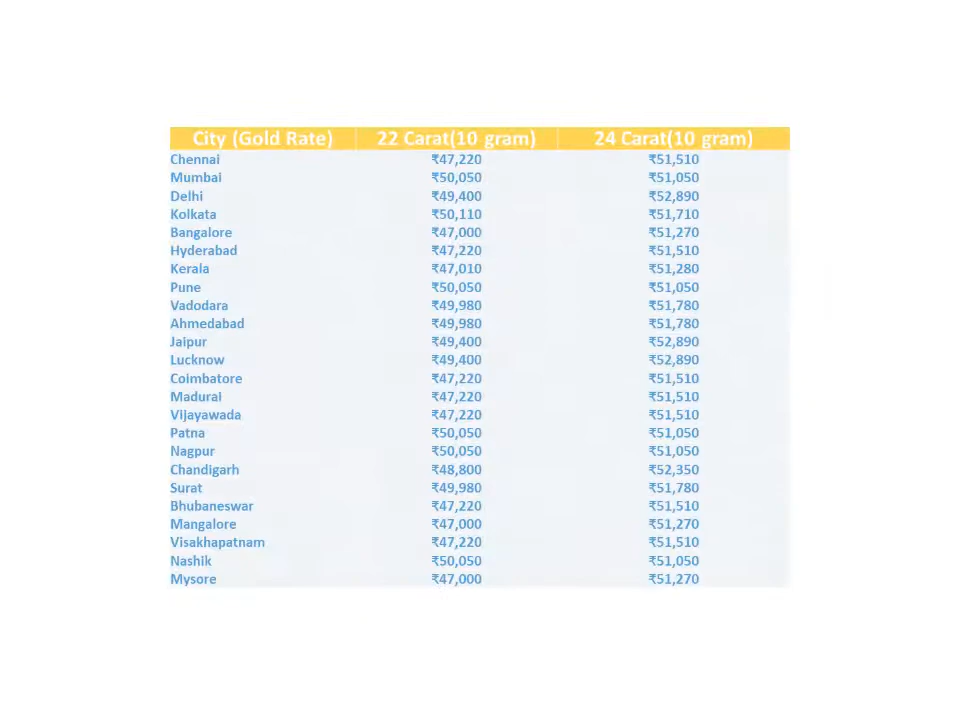 City (Gold Rate) 22 Carat(10 gram) 24 Carat(10 gram)
Chennai ₹47,220 ₹51,510
Mumbai ₹50,050 ₹51,050
Delhi ₹49,400 ₹52,890
Kolkata ₹50,110 ₹51,710
Bangalore ₹47,000 ₹51,270
Hyderabad ₹47,220 ₹51,510
Kerala ₹47,010 ₹51,280
Pune ₹50,050 ₹51,050
Vadodara ₹49,980 ₹51,780
Ahmedabad ₹49,980 ₹51,780
Jaipur ₹49,400 ₹52,890
Lucknow ₹49,400 ₹52,890
Coimbatore ₹47,220 ₹51,510
Madurai ₹47,220 ₹51,510
Vijayawada ₹47,220 ₹51,510
Patna ₹50,050 ₹51,050
Nagpur ₹50,050 ₹51,050
Chandigarh ₹48,800 ₹52,350
Surat ₹49,980 ₹51,780
Bhubaneswar ₹47,220 ₹51,510
Mangalore ₹47,000 ₹51,270
Visakhapatnam ₹47,220 ₹51,510
Nashik ₹50,050 ₹51,050
Mysore ₹47,000 ₹51,270